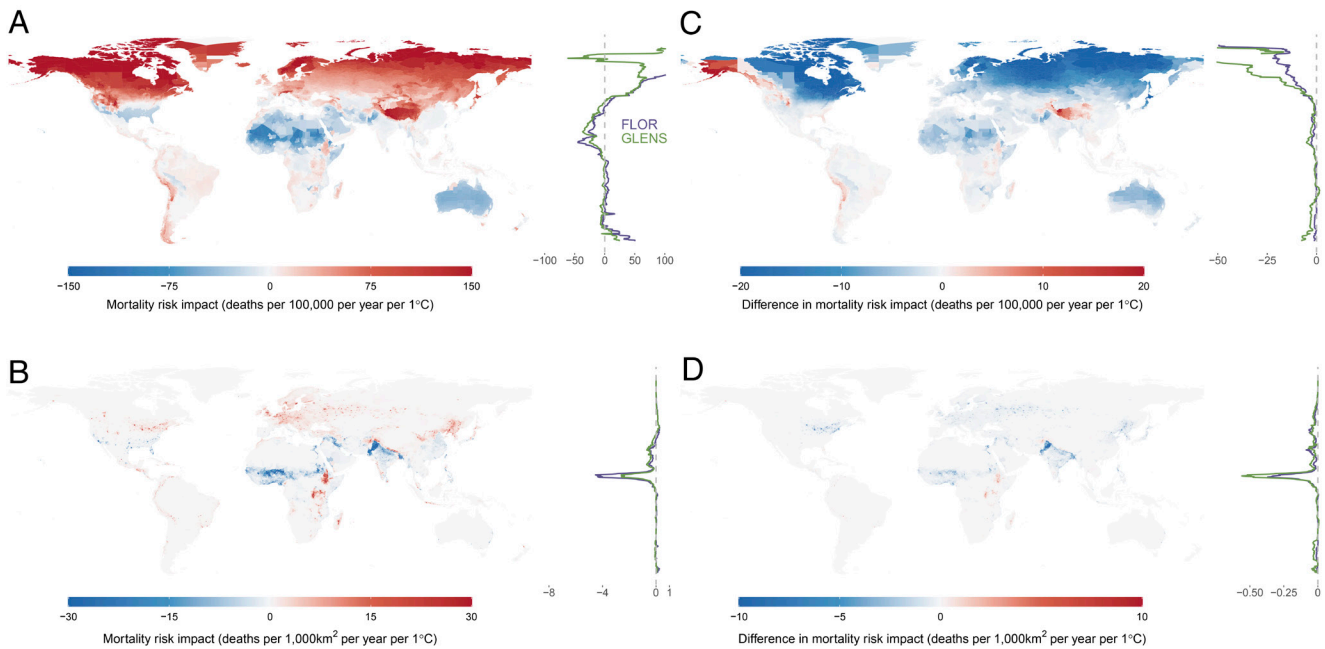 A
FLOR
GLENS
−100 −50 0 50 100
−150 −75 0 75 150
Mortality risk impact (deaths per 100,000 per year per 1°C)
C
−50 −25 0
−20 −10 0 10 20
Difference in mortality risk impact (deaths per 100,000 per year per 1°C)
B
−8 −4 0 1
−30 −15 0 15 30
Mortality risk impact (deaths per 1,000km² per year per 1°C)
D
−0.50 −0.25 0
−10 −5 0 5 10
Difference in mortality risk impact (deaths per 1,000km² per year per 1°C)